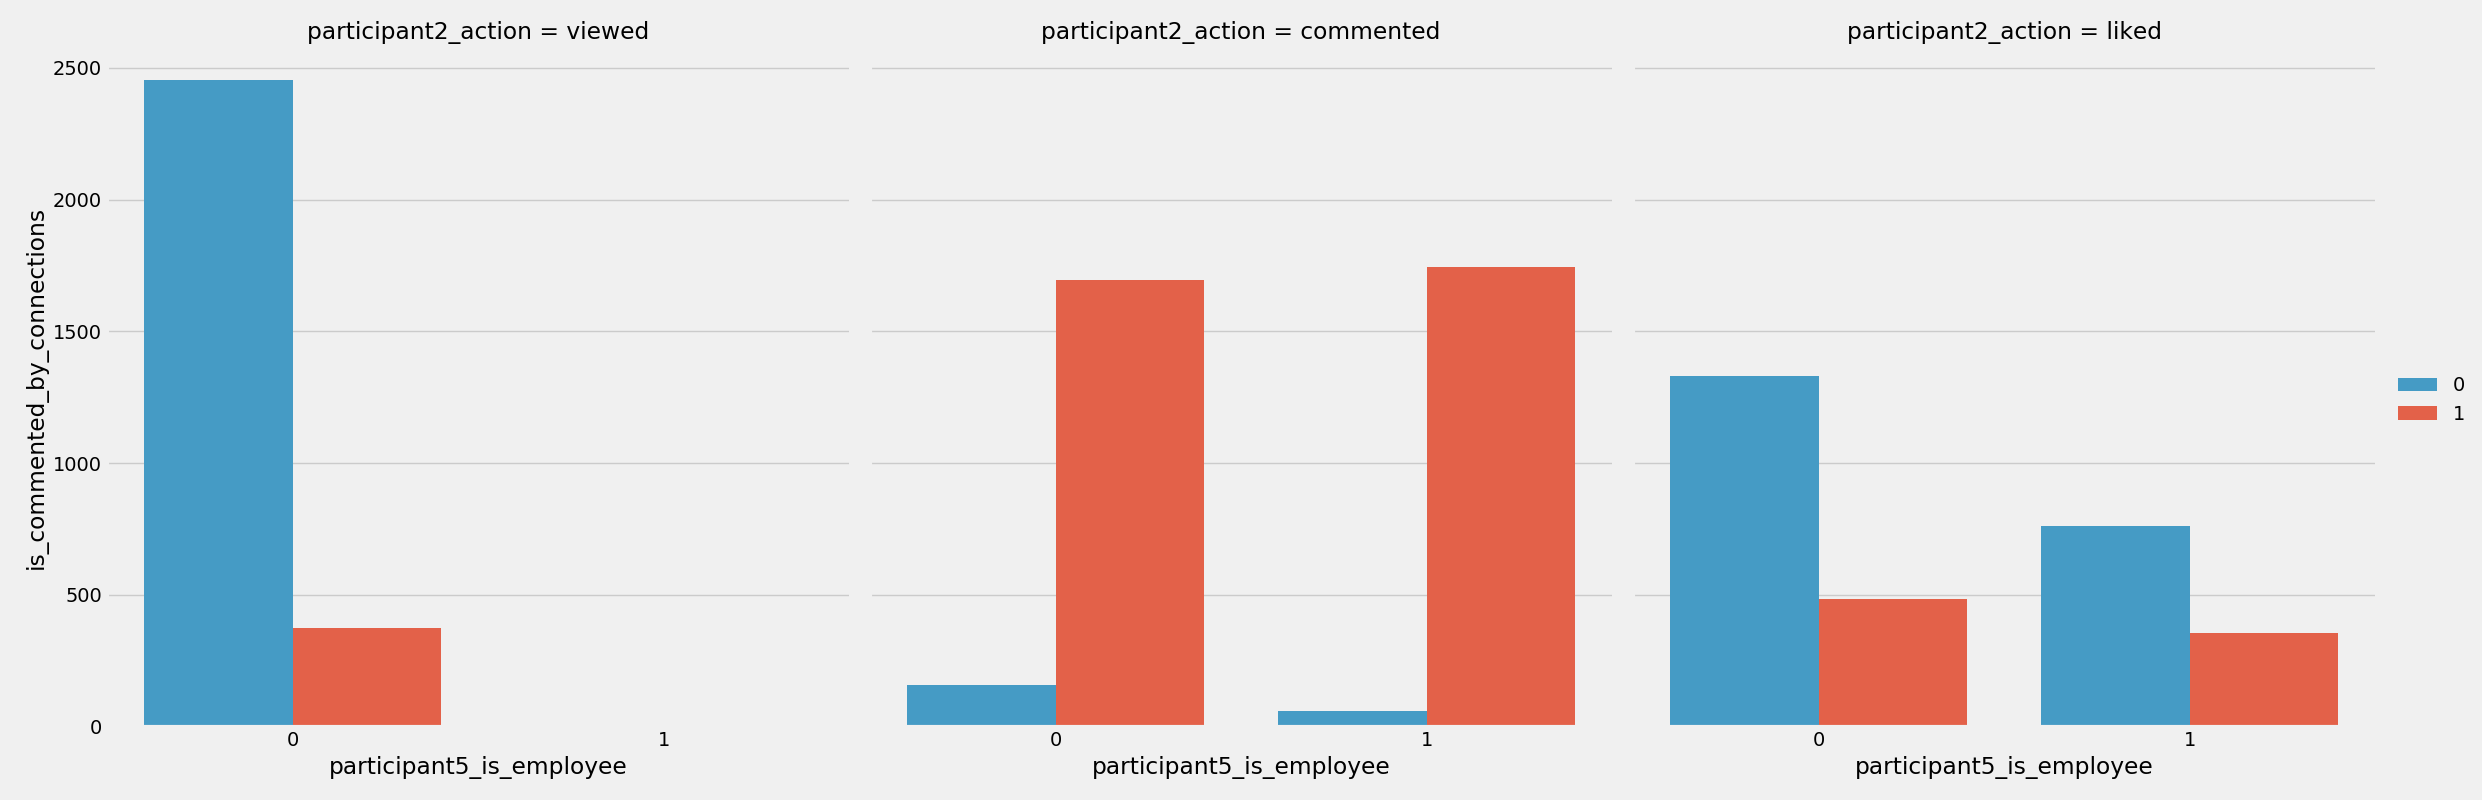 participant2_action = viewed
participant2_action = commented
participant2_action = liked
is_commented_by_connections
2500
2000
1500
1000
500
0
0 1
0 1
0 1
participant5_is_employee
participant5_is_employee
participant5_is_employee
0
1